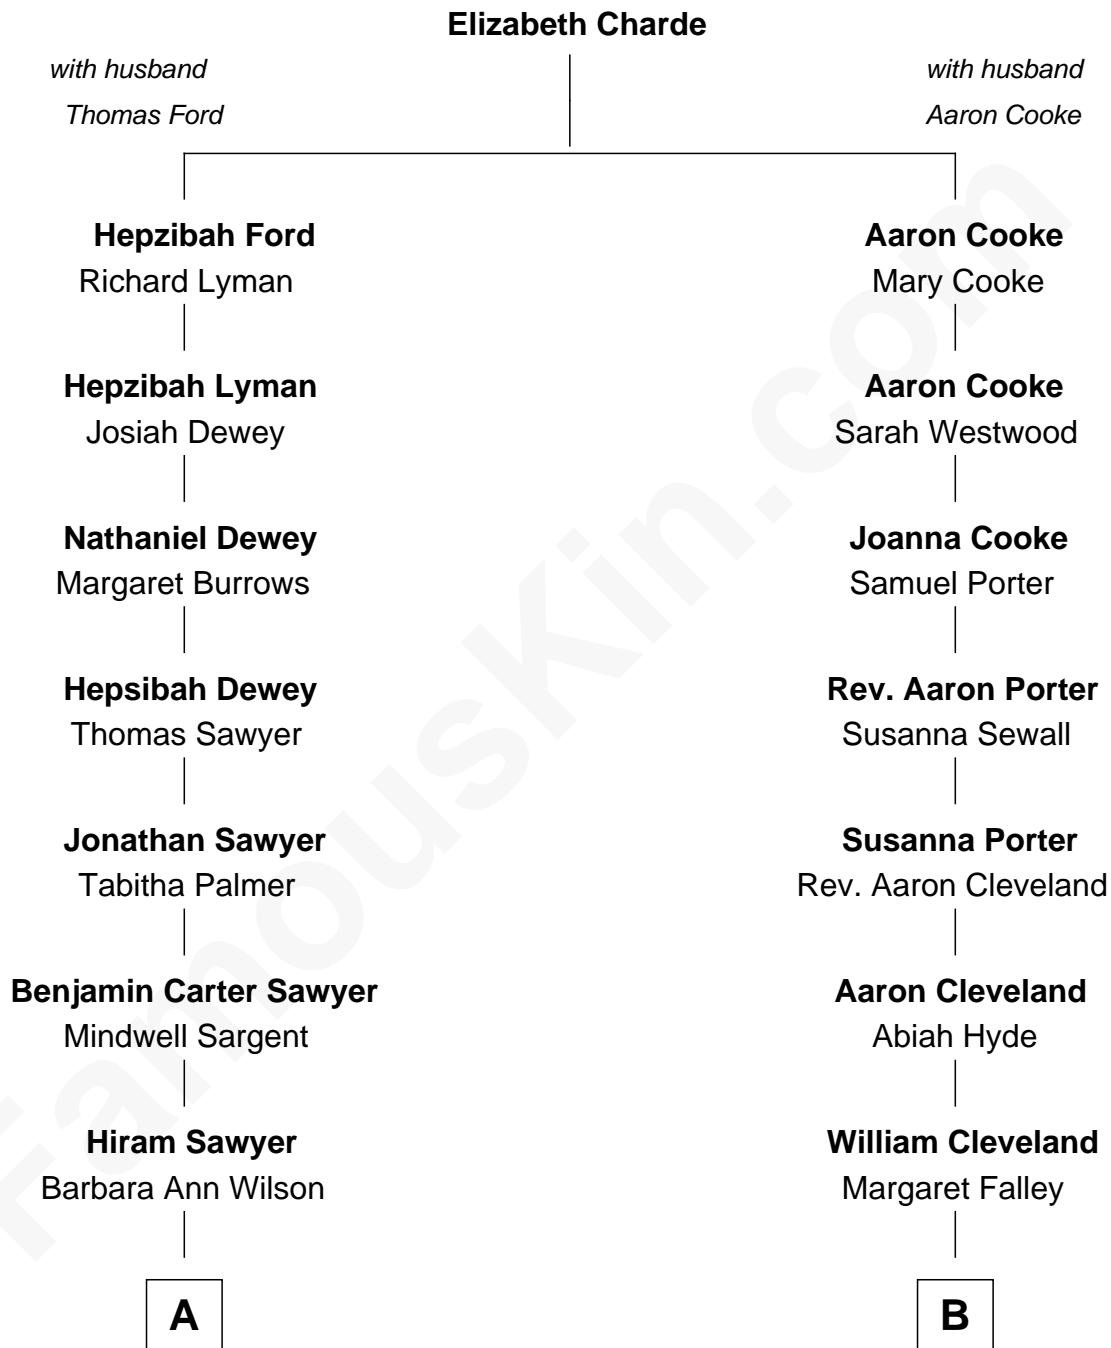 Elizabeth Charde
with husband
Thomas Ford
with husband
Aaron Cooke
Hepzibah Ford
Richard Lyman
Aaron Cooke
Mary Cooke
Hepzibah Lyman
Josiah Dewey
Aaron Cooke
Sarah Westwood
Nathaniel Dewey
Margaret Burrows
Joanna Cooke
Samuel Porter
Hepsibah Dewey
Thomas Sawyer
Rev. Aaron Porter
Susanna Sewall
Jonathan Sawyer
Tabitha Palmer
Susanna Porter
Rev. Aaron Cleveland
Benjamin Carter Sawyer
Mindwell Sargent
Aaron Cleveland
Abiah Hyde
Hiram Sawyer
Barbara Ann Wilson
William Cleveland
Margaret Falley
A
B
FamousKin.com